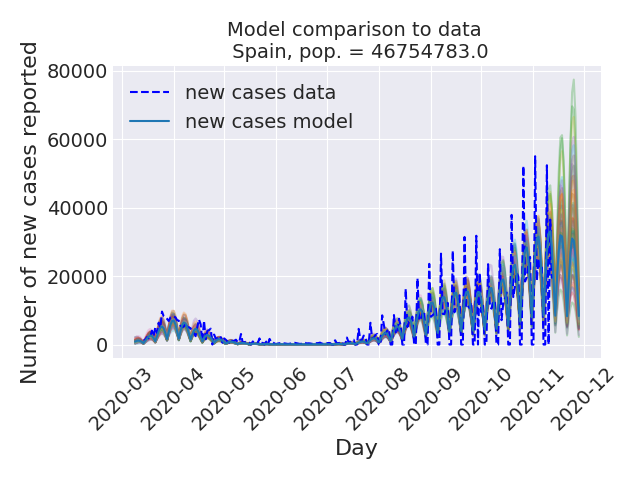 Model comparison to data
Spain, pop. = 46754783.0
Number of new cases reported
80000
60000
40000
20000
0
new cases data
new cases model
2020-03
2020-04
2020-05
2020-06
2020-07
2020-08
2020-09
2020-10
2020-11
2020-12
Day